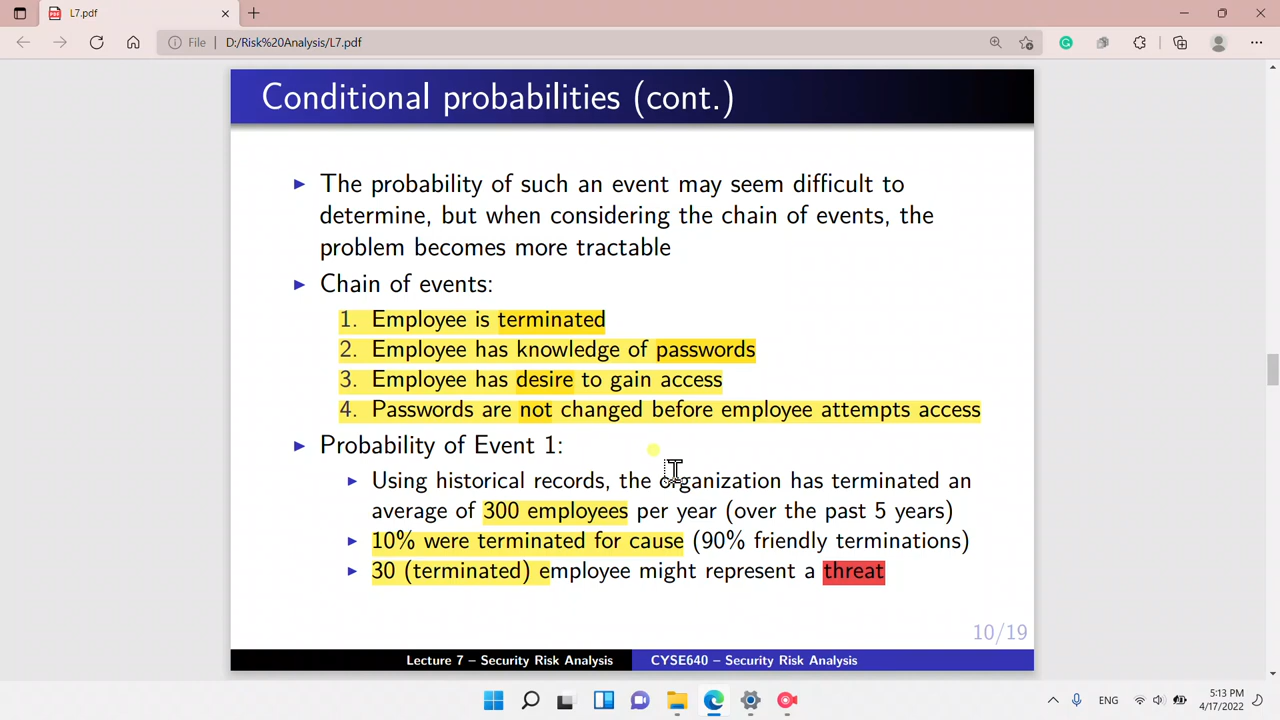 L7.pdf
File
D:/Risk%20Analysis/L7.pdf
Conditional probabilities (cont.)
The probability of such an event may seem difficult to
determine, but when considering the chain of events, the
problem becomes more tractable
Chain of events:
1. Employee is terminated
2. Employee has knowledge of passwords
3. Employee has desire to gain access
4. Passwords are not changed before employee attempts access
Probability of Event 1:
Using historical records, the organization has terminated an
average of 300 employees per year (over the past 5 years)
10% were terminated for cause (90% friendly terminations)
30 (terminated) employee might represent a threat
10/19
Lecture 7 – Security Risk Analysis
CYSE640 – Security Risk Analysis
ENG
5:13 PM
4/17/2022